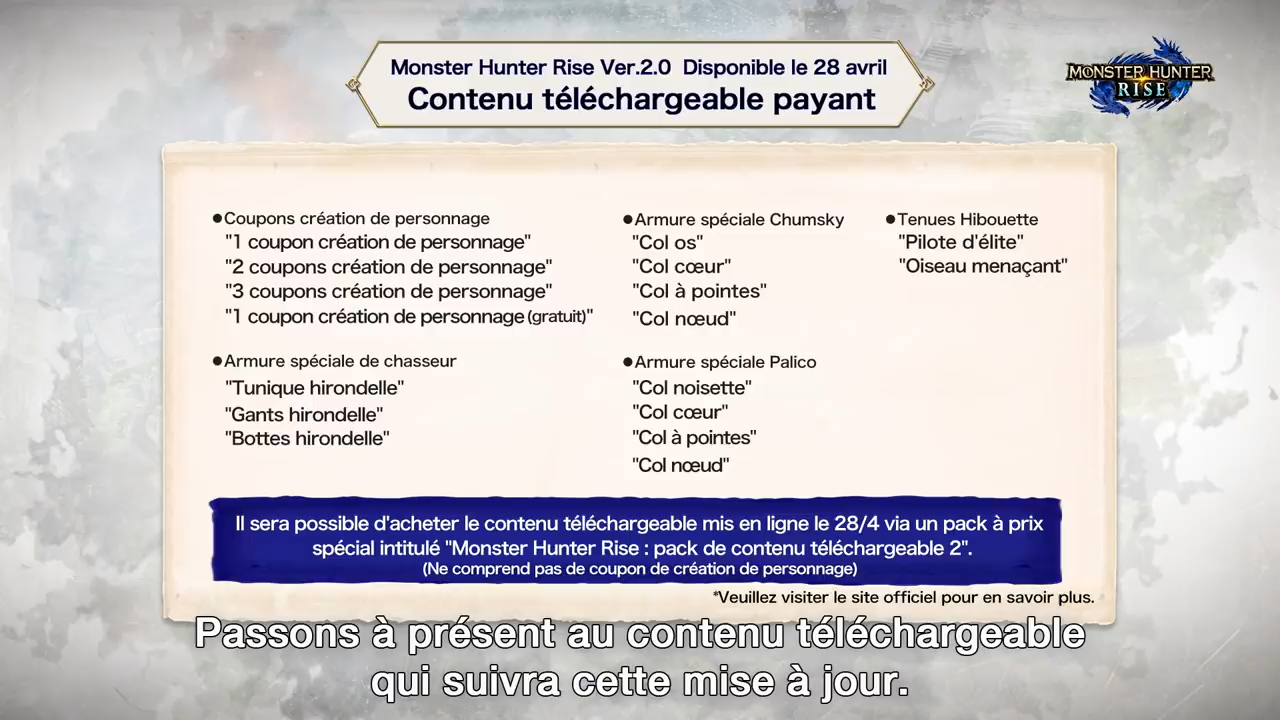 Monster Hunter Rise Ver.2.0 Disponible le 28 avril
Contenu téléchargeable payant
MONSTER HUNTER
RISE
●Coupons création de personnage
"1 coupon création de personnage"
"2 coupons création de personnage"
"3 coupons création de personnage"
"1 coupon création de personnage (gratuit)"
●Armure spéciale de chasseur
"Tunique hirondelle"
"Gants hirondelle"
"Bottes hirondelle"
●Armure spéciale Chumsky
"Col os"
"Col cœur"
"Col à pointes"
"Col nœud"
●Armure spéciale Palico
"Col noisette"
"Col cœur"
"Col à pointes"
"Col nœud"
●Tenues Hibouette
"Pilote d'élite"
"Oiseau menaçant"
Il sera possible d'acheter le contenu téléchargeable mis en ligne le 28/4 via un pack à prix
spécial intitulé "Monster Hunter Rise : pack de contenu téléchargeable 2".
(Ne comprend pas de coupon de création de personnage)
*Veuillez visiter le site officiel pour en savoir plus.
Passons à présent au contenu téléchargeable
qui suivra cette mise à jour.